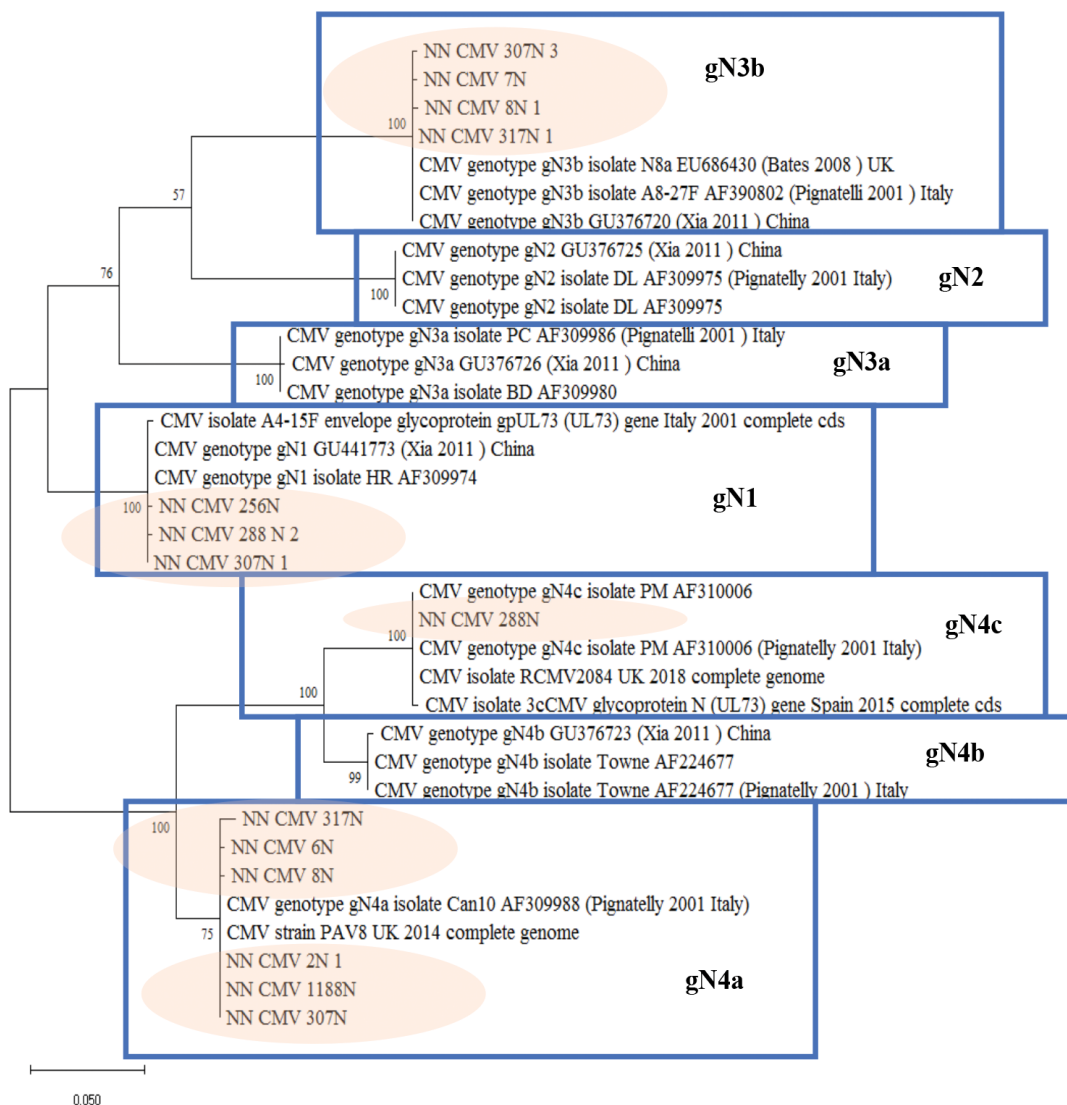 NN CMV 307N 3
gN3b
NN CMV 7N
NN CMV 8N 1
100
NN CMV 317N 1
CMV genotype gN3b isolate N8a EU686430 (Bates 2008 ) UK
57
CMV genotype gN3b isolate A8-27F AF390802 (Pignatelli 2001 ) Italy
CMV genotype gN3b GU376720 (Xia 2011 ) China
CMV genotype gN2 GU376725 (Xia 2011 ) China
76
CMV genotype gN2 isolate DL AF309975 (Pignatelly 2001 Italy)
gN2
100
CMV genotype gN2 isolate DL AF309975
CMV genotype gN3a isolate PC AF309986 (Pignatelli 2001 ) Italy
CMV genotype gN3a GU376726 (Xia 2011 ) China
gN3a
100
CMV genotype gN3a isolate BD AF309980
CMV isolate A4-15F envelope glycoprotein gpUL73 (UL73) gene Italy 2001 complete cds
CMV genotype gN1 GU441773 (Xia 2011 ) China
CMV genotype gN1 isolate HR AF309974
gN1
100
NN CMV 256N
NN CMV 288 N 2
NN CMV 307N 1
CMV genotype gN4c isolate PM AF310006
NN CMV 288N
gN4c
100
CMV genotype gN4c isolate PM AF310006 (Pignatelly 2001 Italy)
CMV isolate RCMV2084 UK 2018 complete genome
100
CMV isolate 3cCMV glycoprotein N (UL73) gene Spain 2015 complete cds
CMV genotype gN4b GU376723 (Xia 2011 ) China
gN4b
CMV genotype gN4b isolate Towne AF224677
99
CMV genotype gN4b isolate Towne AF224677 (Pignatelly 2001 ) Italy
NN CMV 317N
100
NN CMV 6N
NN CMV 8N
CMV genotype gN4a isolate Can10 AF309988 (Pignatelly 2001 Italy)
75
CMV strain PAV8 UK 2014 complete genome
NN CMV 2N 1
gN4a
NN CMV 1188N
NN CMV 307N
0.050